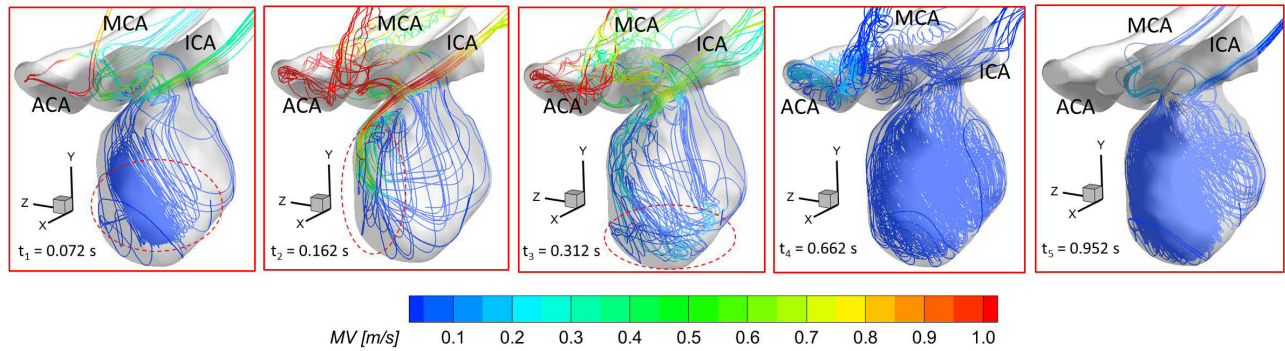 MCA
ICA
ACA
Y
Z
X
t₁ = 0.072 s
MCA
ICA
ACA
Y
Z
X
t₂ = 0.162 s
MCA
ICA
ACA
Y
Z
X
t₃ = 0.312 s
MCA
ICA
ACA
Y
Z
X
t₄ = 0.662 s
MCA
ICA
ACA
Y
Z
X
t₅ = 0.952 s
MV [m/s] 0.1 0.2 0.3 0.4 0.5 0.6 0.7 0.8 0.9 1.0